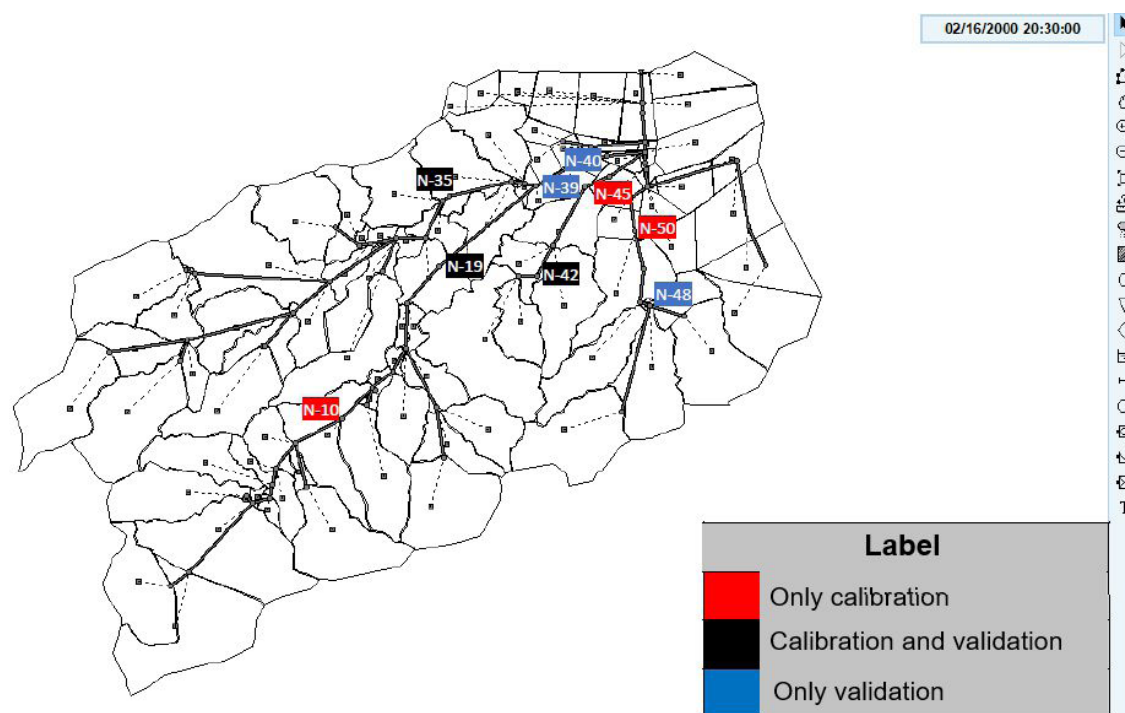 02/16/2000 20:30:00
N-40
N-35
N-39
N-45
N-50
N-19
N-42
N-48
N-10
Label
Only calibration
Calibration and validation
Only validation
T